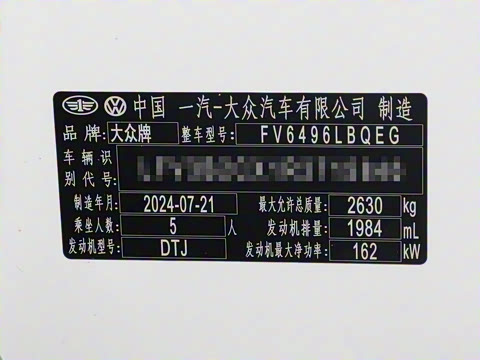 中国 一汽-大众汽车有限公司 制造
品牌: 大众牌 整车型号: FV6496LBQEG
车辆识别代号:
制造年月: 2024-07-21 最大允许总质量: 2630 kg
乘坐人数: 5 人 发动机排量: 1984 mL
发动机型号: DTJ 发动机最大净功率: 162 kW